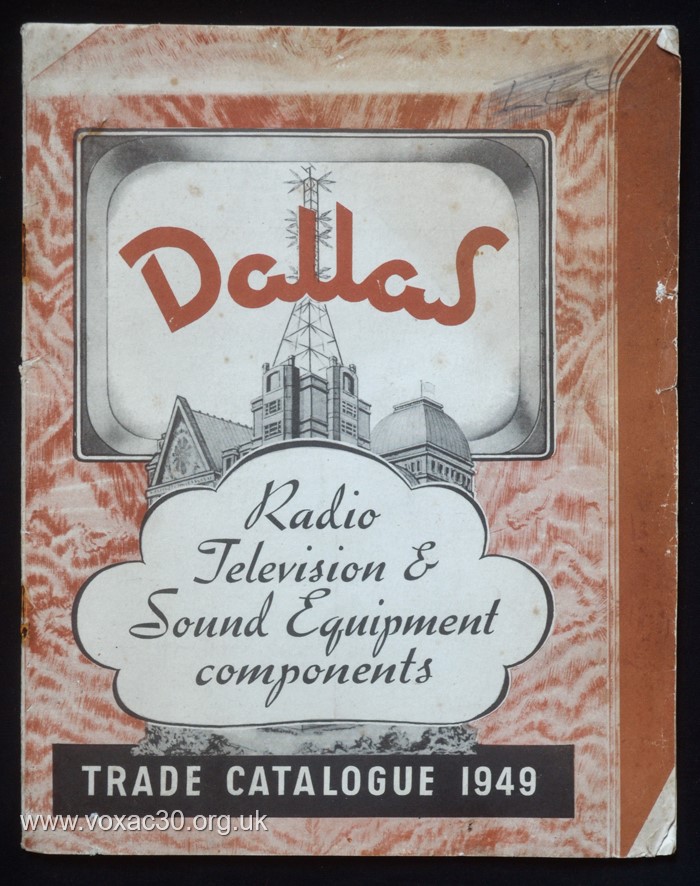 Dallas
Radio
Television &
Sound Equipment
components
TRADE CATALOGUE 1949
www.voxac30.org.uk